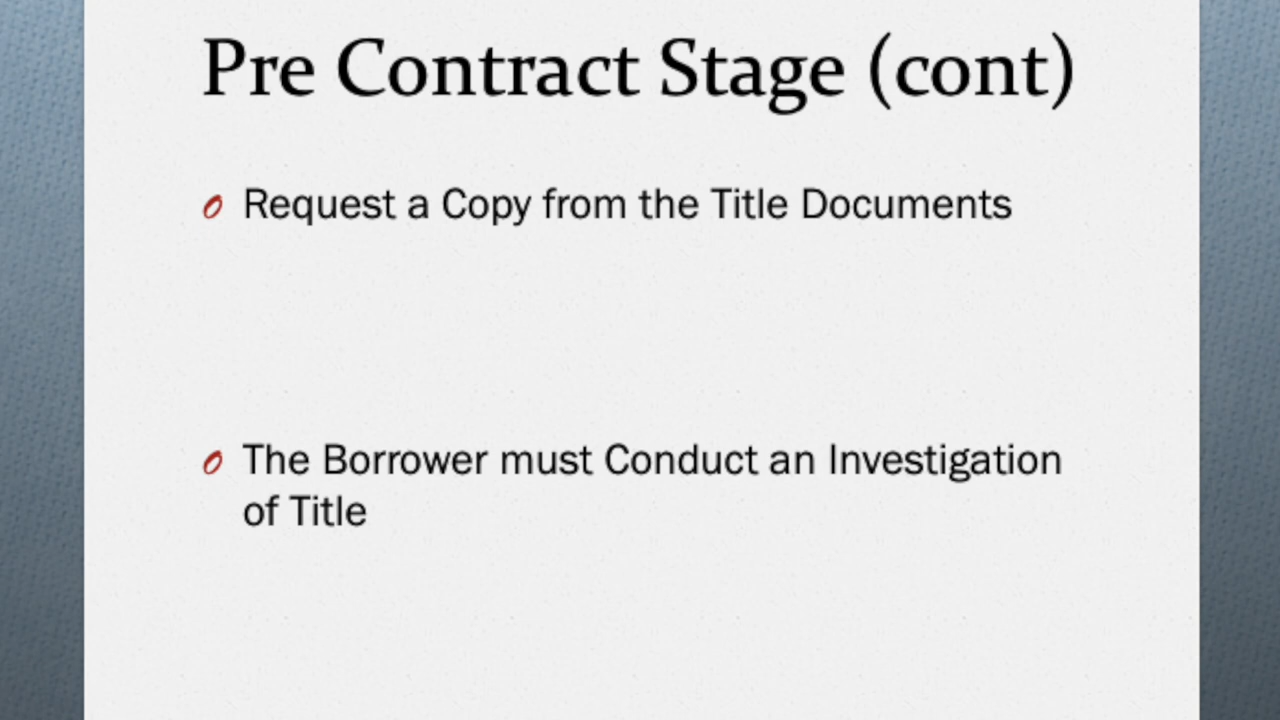 Pre Contract Stage (cont)
Request a Copy from the Title Documents
The Borrower must Conduct an Investigation
of Title